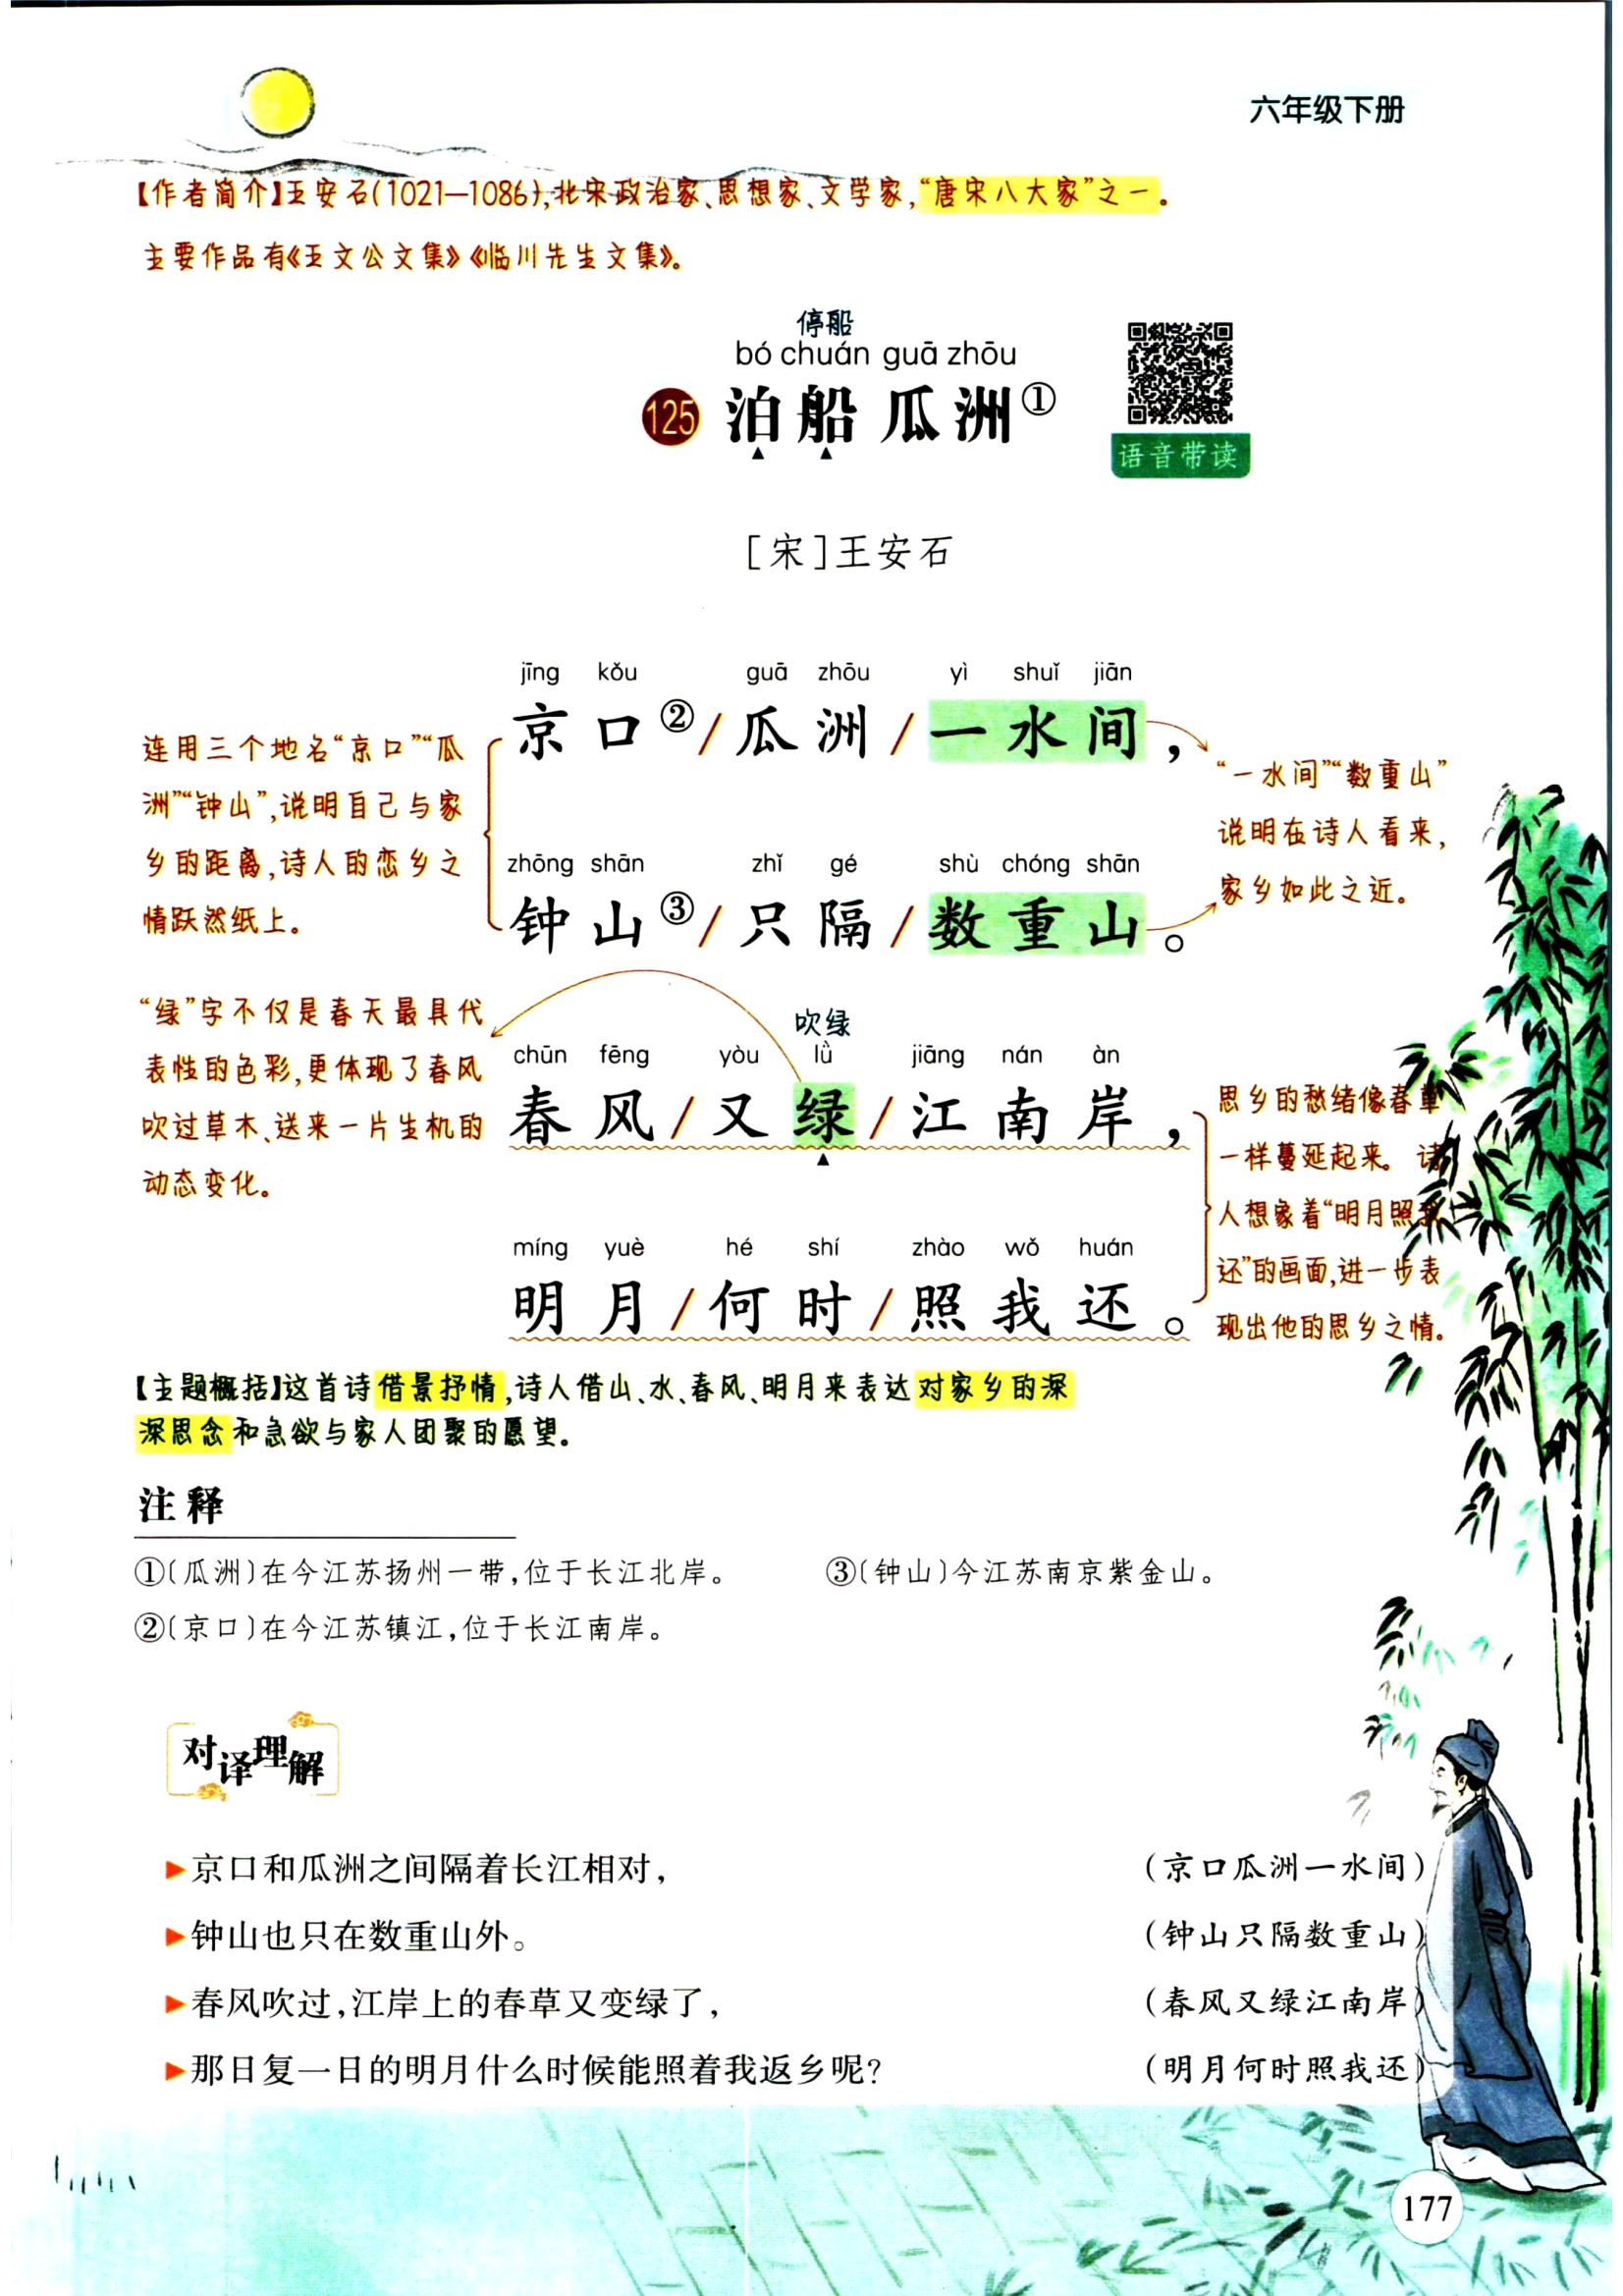 六年级下册
【作者简介】王安石(1021—1086),北宋政治家、思想家、文学家,“唐宋八大家”之一。
主要作品有《王文公文集》《临川先生文集》。
停船
bó chuán guā zhōu
125 泊船瓜洲①
语音带读
[宋]王安石
jīng kǒu guā zhōu yì shuǐ jiān
京口②/瓜洲/一水间,
zhōng shān zhǐ gé shù chóng shān
钟山③/只隔/数重山。
连用三个地名“京口”“瓜
洲”“钟山”,说明自己与家
乡的距离,诗人的恋乡之
情跃然纸上。
“一水间”“数重山”
说明在诗人看来,
家乡如此之近。
吹绿
chūn fēng yòu lǜ jiāng nán àn
春风/又绿/江南岸,
míng yuè hé shí zhào wǒ huán
明月/何时/照我还。
“绿”字不仅是春天最具代
表性的色彩,更体现了春风
吹过草木、送来一片生机的
动态变化。
思乡的愁绪像春草
一样蔓延起来。诗
人想象着“明月照我
还”的画面,进一步表
现出他的思乡之情。
【主题概括】这首诗借景抒情,诗人借山、水、春风、明月来表达对家乡的深
深思念和急欲与家人团聚的愿望。
注释
①〔瓜洲〕在今江苏扬州一带,位于长江北岸。
②〔京口〕在今江苏镇江,位于长江南岸。
③〔钟山〕今江苏南京紫金山。
对译理解
京口和瓜洲之间隔着长江相对, (京口瓜洲一水间)
钟山也只在数重山外。 (钟山只隔数重山)
春风吹过,江岸上的春草又变绿了, (春风又绿江南岸)
那日复一日的明月什么时候能照着我返乡呢? (明月何时照我还)
177